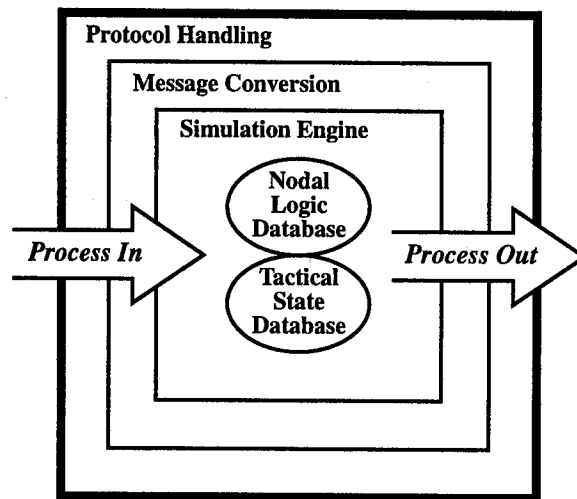 Protocol Handling
Message Conversion
Simulation Engine
Nodal
Logic
Database
Process In
Process Out
Tactical
State
Database